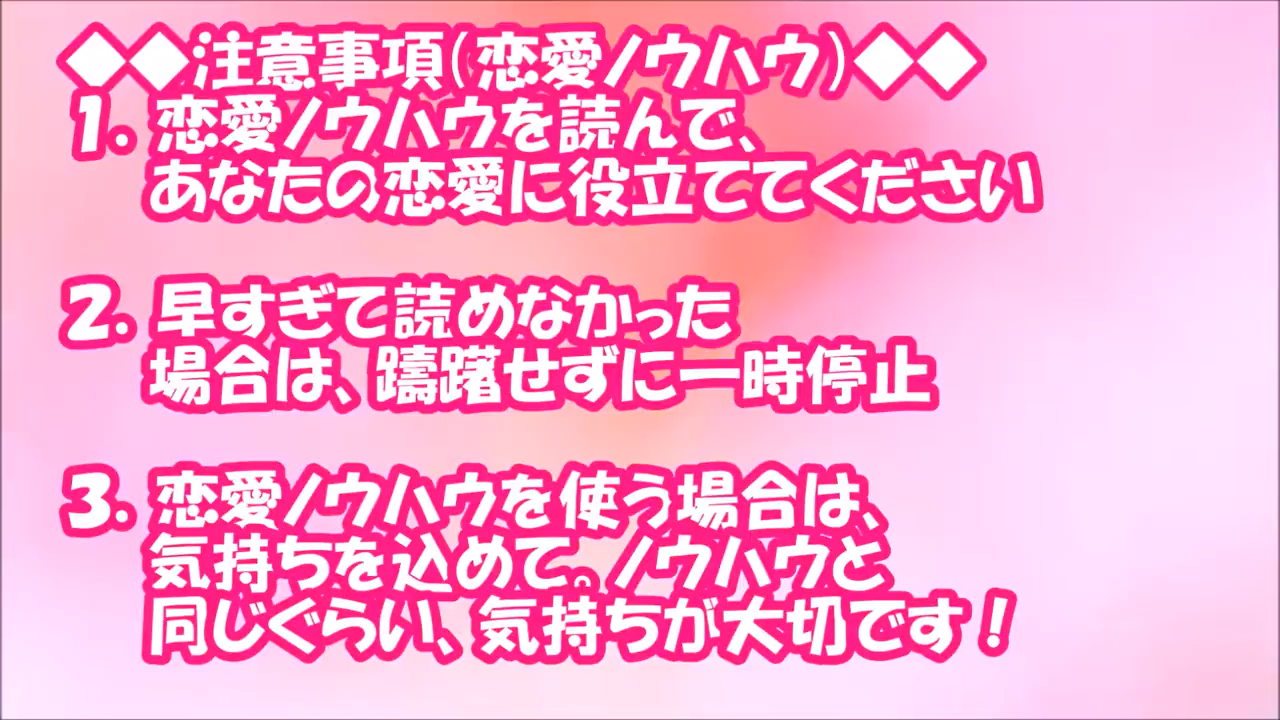 ◆◆注意事項(恋愛ノウハウ)◆◆
1. 恋愛ノウハウを読んで、
あなたの恋愛に役立ててください
2. 早すぎて読めなかった
場合は、躊躇せずに一時停止
3. 恋愛ノウハウを使う場合は、
気持ちを込めて。ノウハウと
同じぐらい、気持ちが大切です！